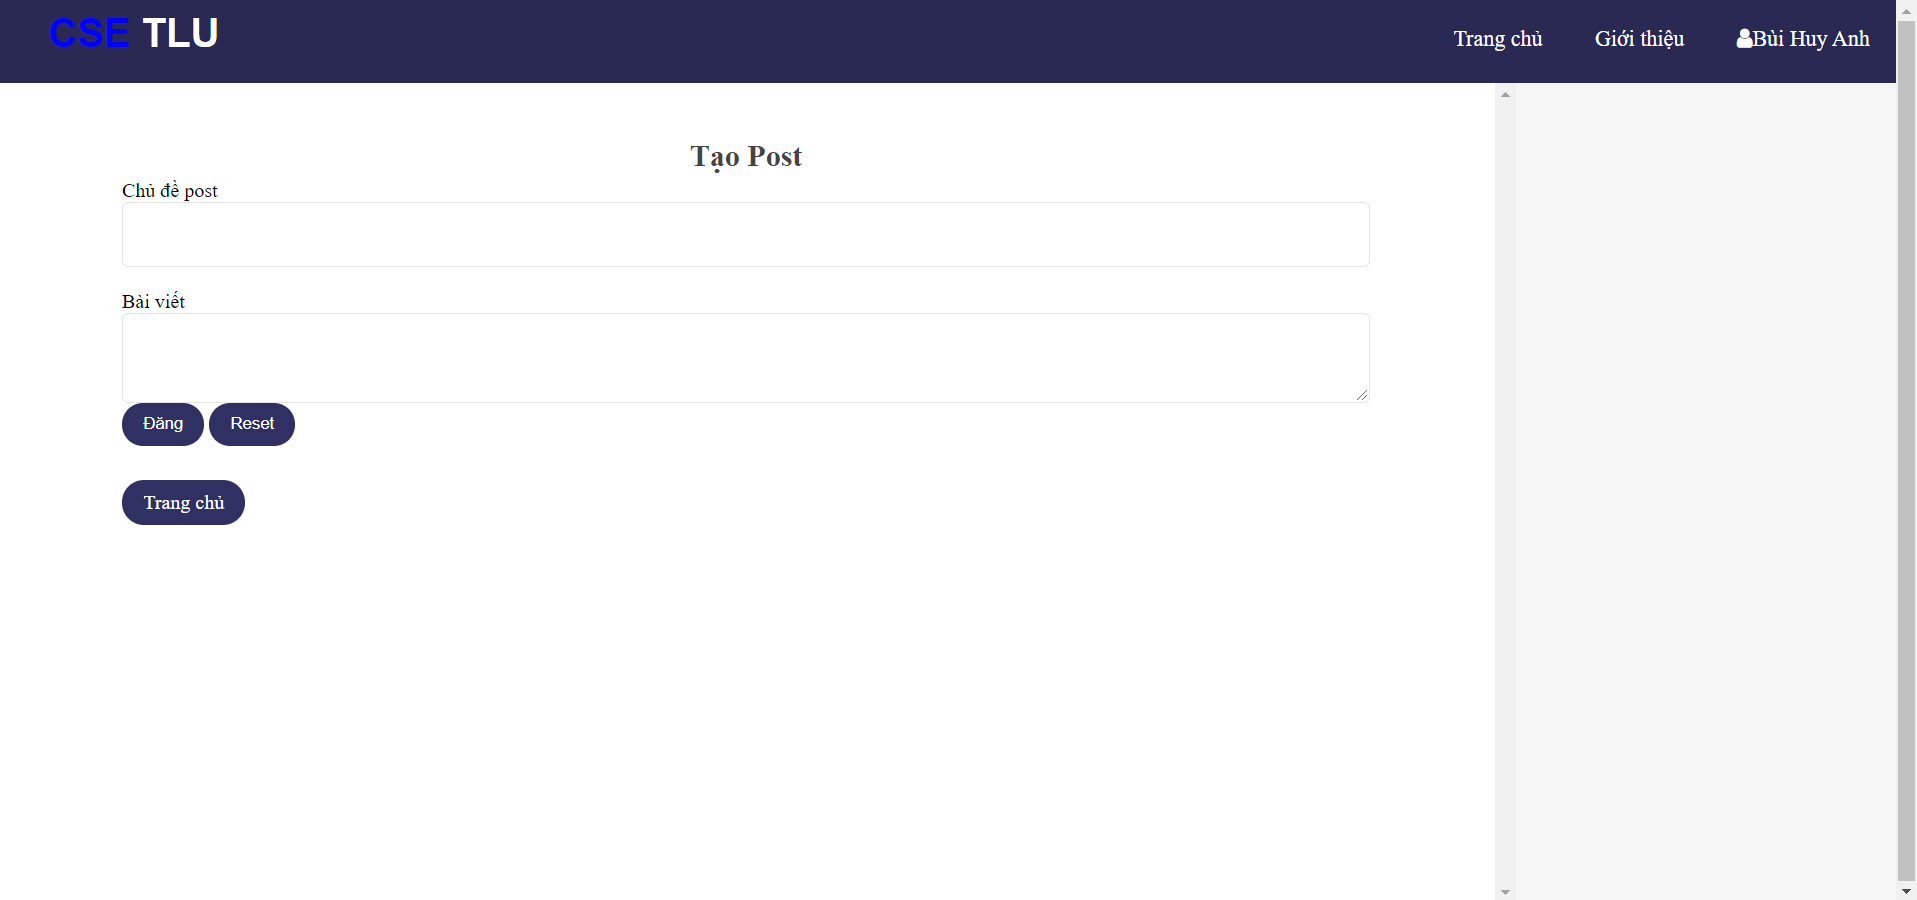 CSE TLU
Trang chủ Giới thiệu Bùi Huy Anh
Tạo Post
Chủ đề post
Bài viết
Đăng Reset
Trang chủ